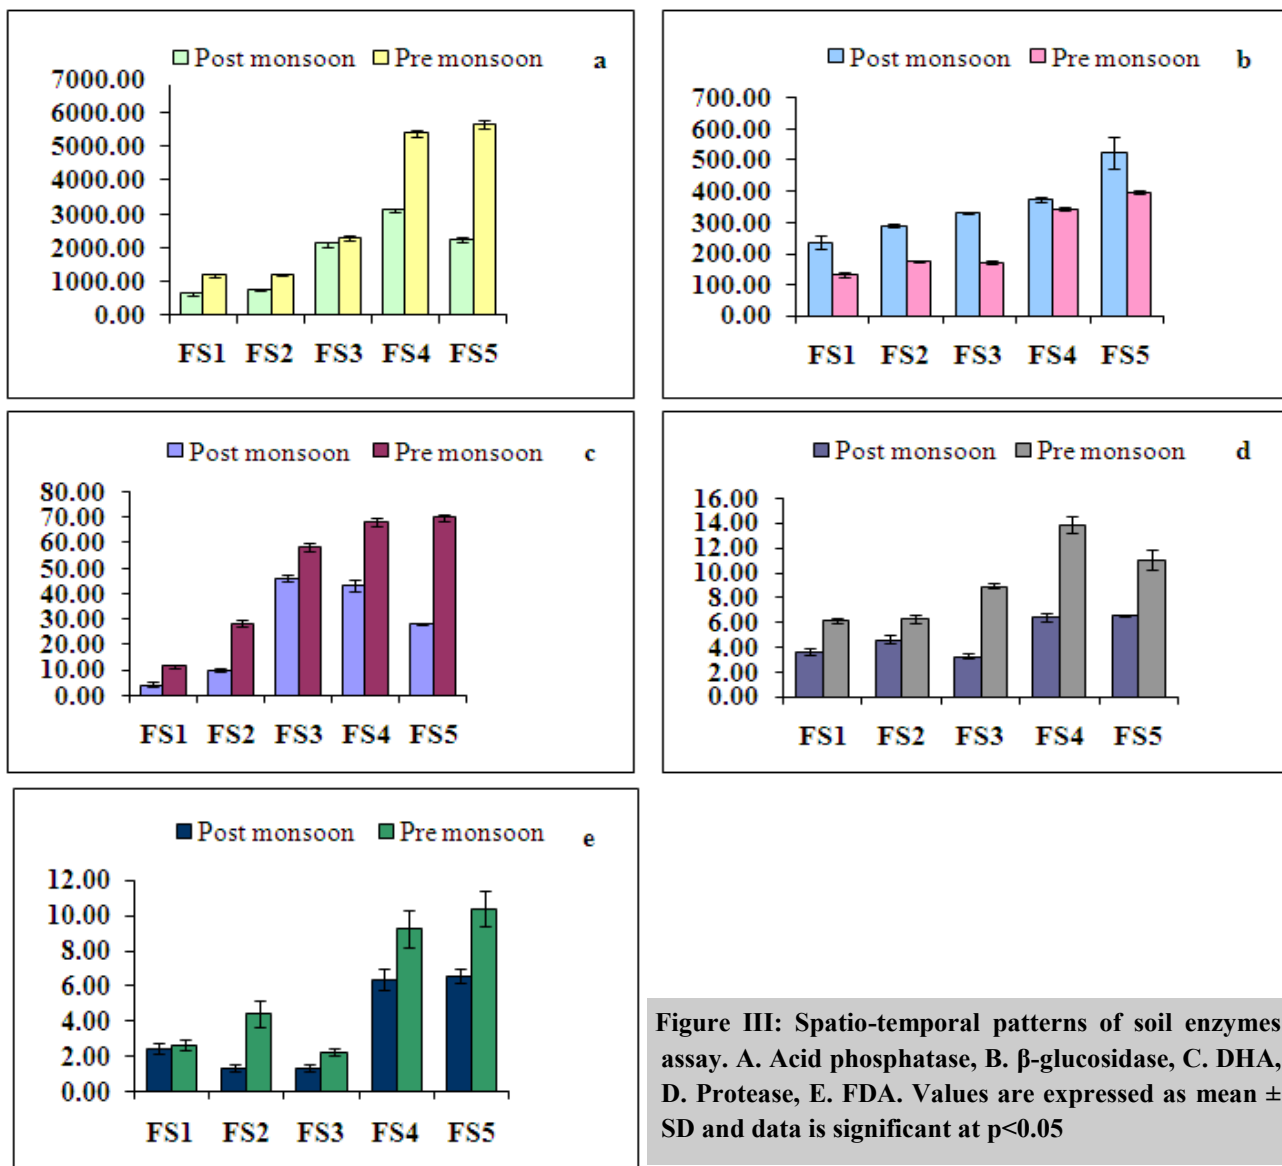 Post monsoon Pre monsoon a
7000.00
6000.00
5000.00
4000.00
3000.00
2000.00
1000.00
0.00
FS1 FS2 FS3 FS4 FS5
Post monsoon Pre monsoon b
700.00
600.00
500.00
400.00
300.00
200.00
100.00
0.00
FS1 FS2 FS3 FS4 FS5
Post monsoon Pre monsoon c
80.00
70.00
60.00
50.00
40.00
30.00
20.00
10.00
0.00
FS1 FS2 FS3 FS4 FS5
Post monsoon Pre monsoon d
16.00
14.00
12.00
10.00
8.00
6.00
4.00
2.00
0.00
FS1 FS2 FS3 FS4 FS5
Post monsoon Pre monsoon e
12.00
10.00
8.00
6.00
4.00
2.00
0.00
FS1 FS2 FS3 FS4 FS5
Figure III: Spatio-temporal patterns of soil enzymes
assay. A. Acid phosphatase, B. β-glucosidase, C. DHA,
D. Protease, E. FDA. Values are expressed as mean ±
SD and data is significant at p<0.05